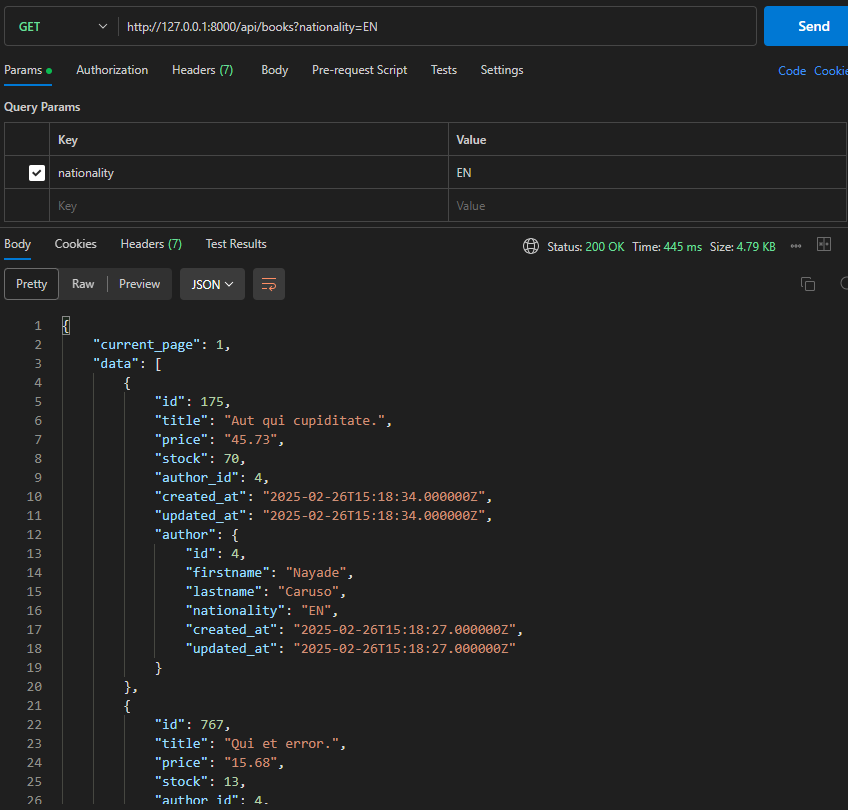 GET http://127.0.0.1:8000/api/books?nationality=EN Send
Params Authorization Headers (7) Body Pre-request Script Tests Settings Code Cookie
Query Params
Key Value
nationality EN
Key Value
Body Cookies Headers (7) Test Results Status: 200 OK Time: 445 ms Size: 4.79 KB
Pretty Raw Preview JSON
1 {
2 "current_page": 1,
3 "data": [
4 {
5 "id": 175,
6 "title": "Aut qui cupiditate.",
7 "price": "45.73",
8 "stock": 70,
9 "author_id": 4,
10 "created_at": "2025-02-26T15:18:34.000000Z",
11 "updated_at": "2025-02-26T15:18:34.000000Z",
12 "author": {
13 "id": 4,
14 "firstname": "Nayade",
15 "lastname": "Caruso",
16 "nationality": "EN",
17 "created_at": "2025-02-26T15:18:27.000000Z",
18 "updated_at": "2025-02-26T15:18:27.000000Z"
19 }
20 },
21 {
22 "id": 767,
23 "title": "Qui et error.",
24 "price": "15.68",
25 "stock": 13,
26 "author_id": 4,